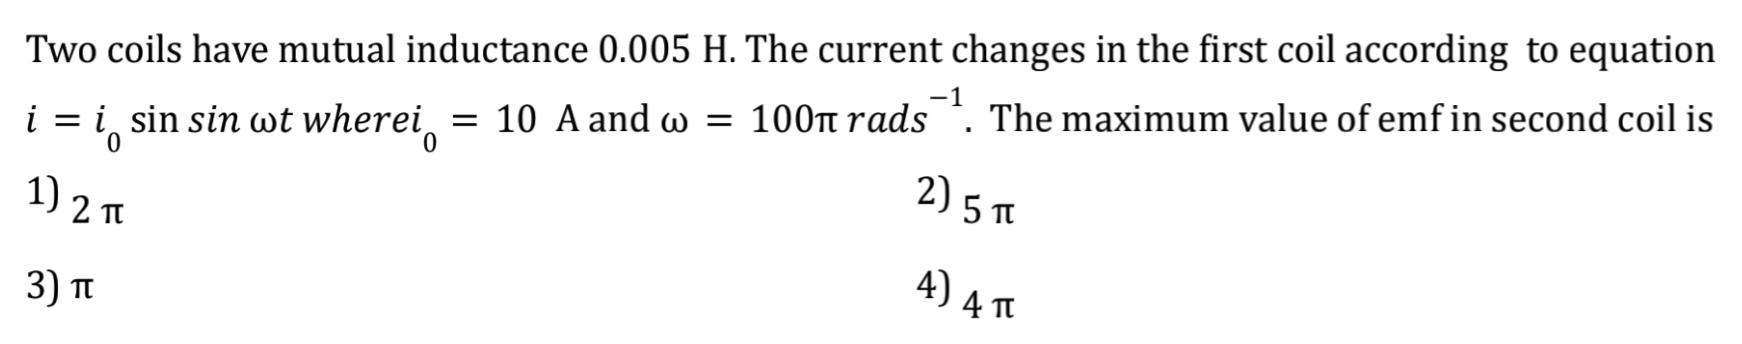 Two coils have mutual inductance 0.005 H. The current changes in the first coil according to equation
i = i₀ sin sin ωt wherei₀ = 10 A and ω = 100π rads⁻¹. The maximum value of emf in second coil is
1) 2 π 2) 5 π
3) π 4) 4 π